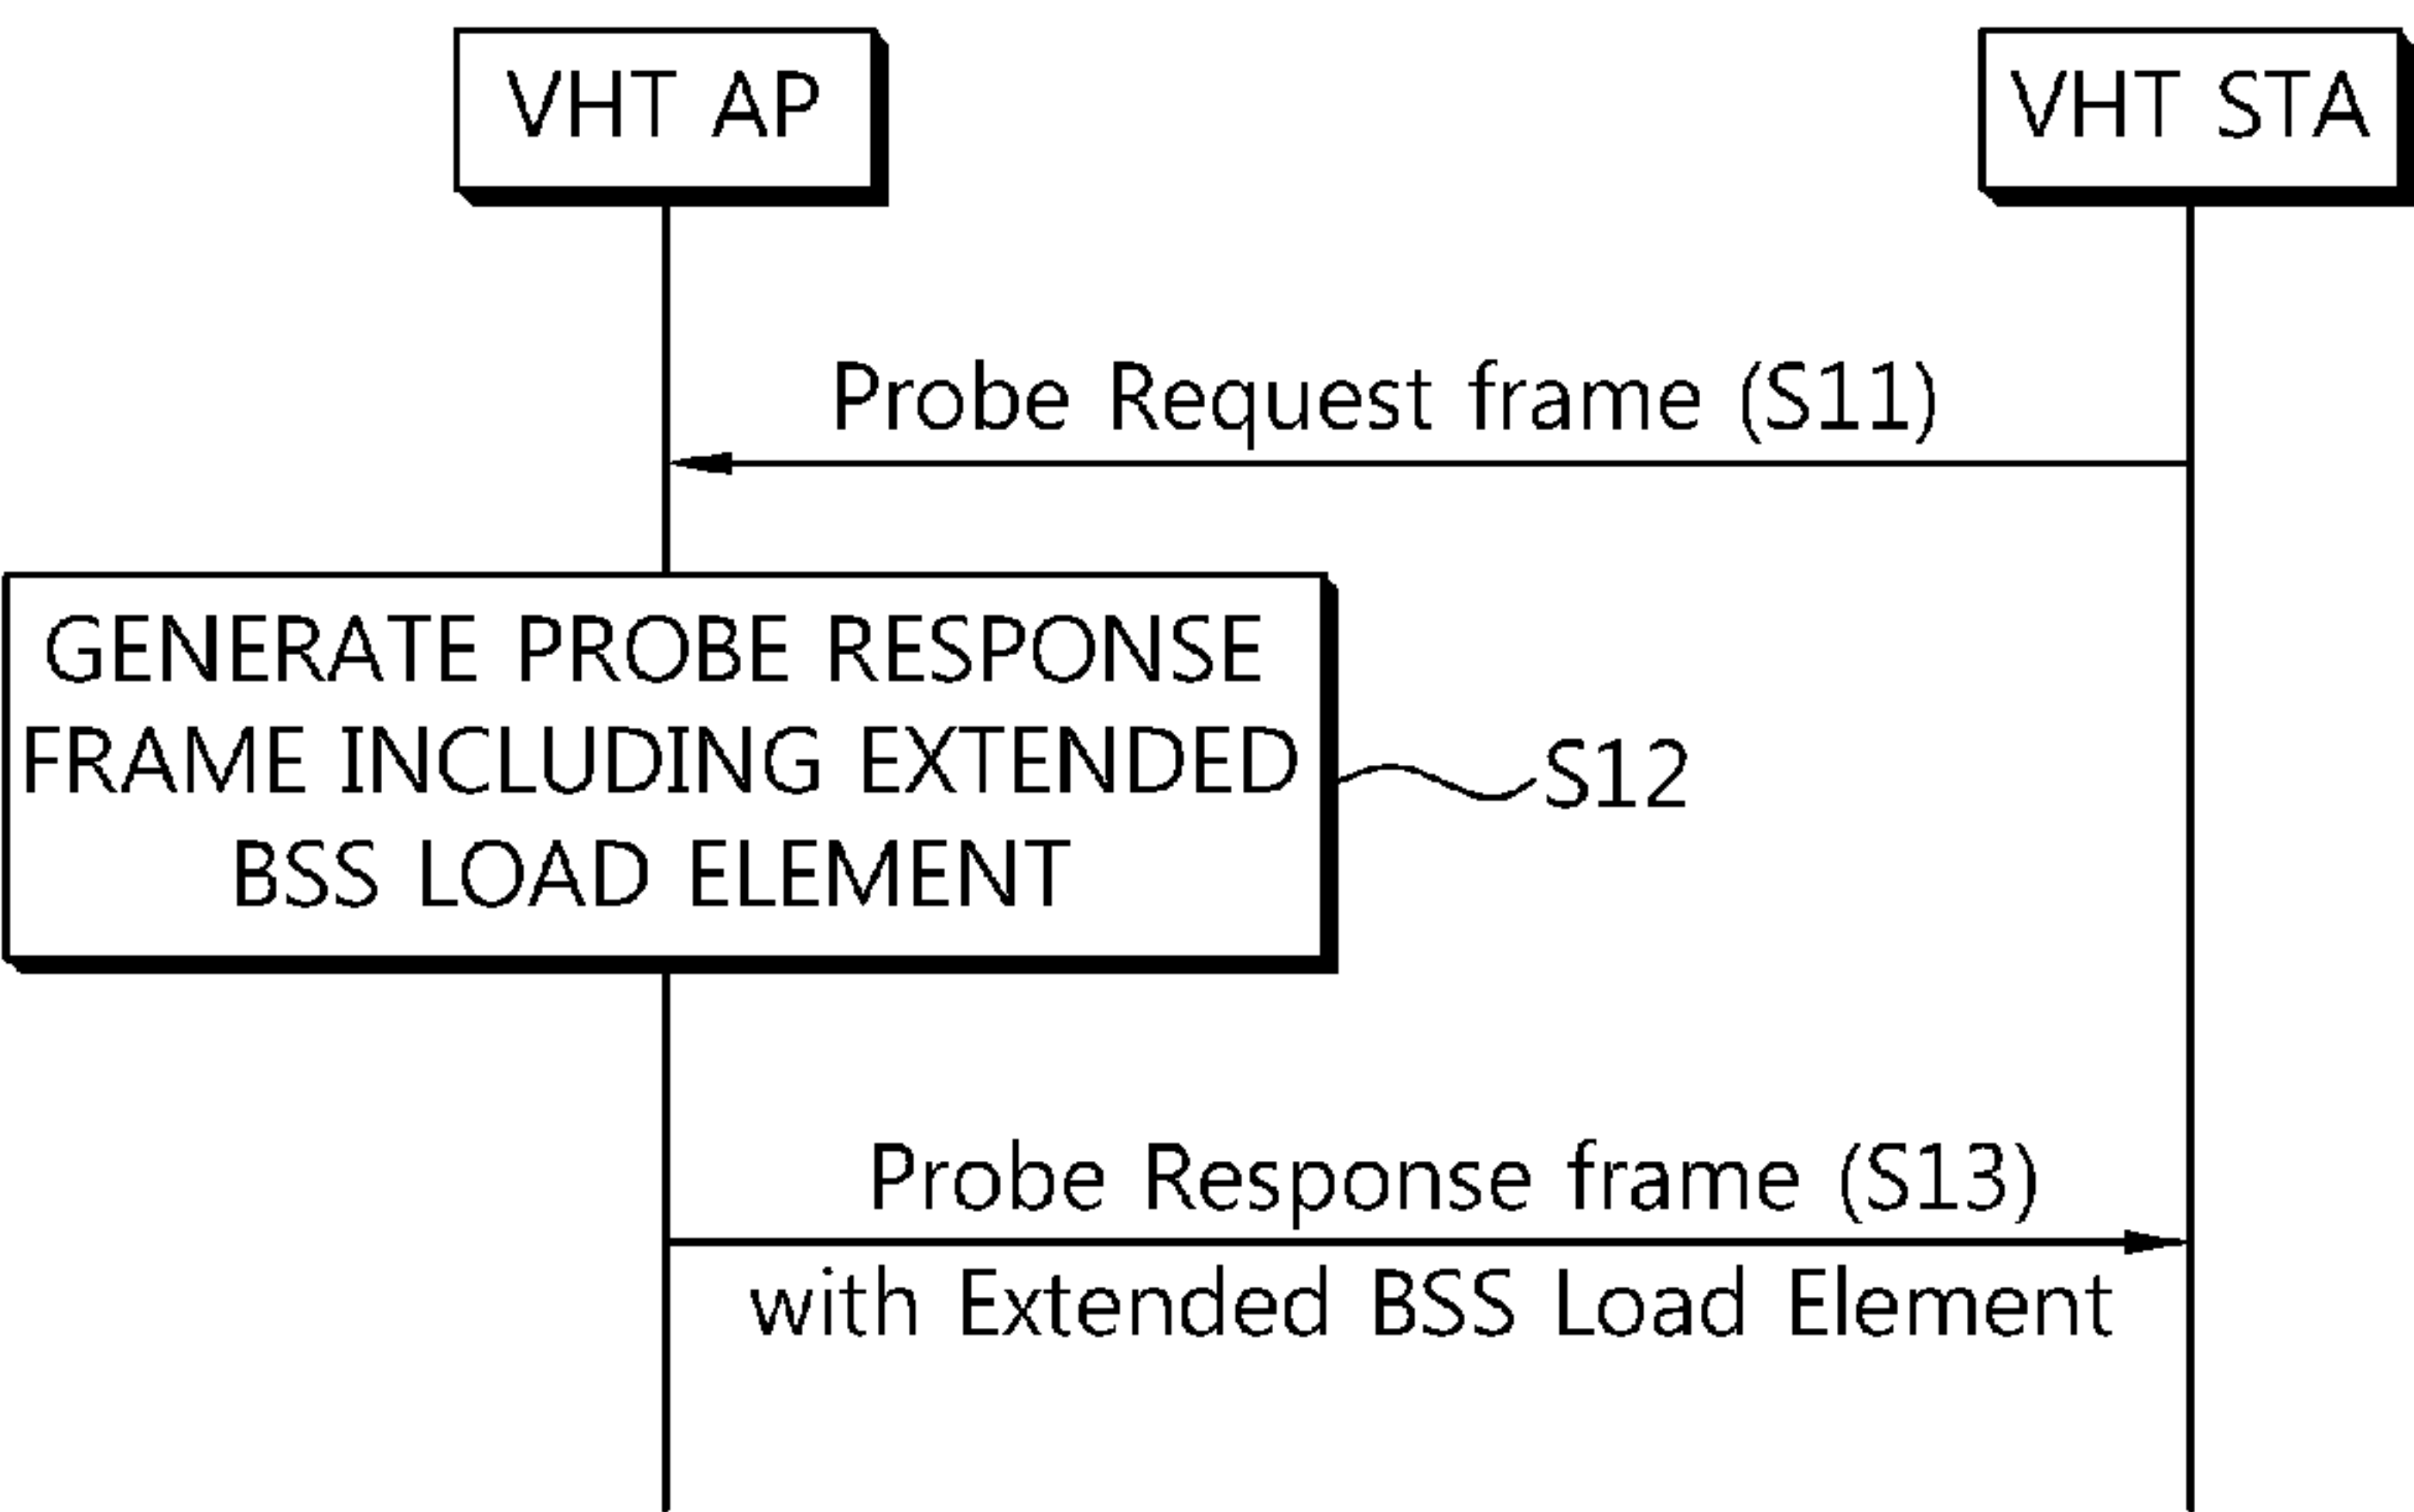 VHT AP
VHT STA
Probe Request frame (S11)
GENERATE PROBE RESPONSE
FRAME INCLUDING EXTENDED
BSS LOAD ELEMENT
S12
Probe Response frame (S13)
with Extended BSS Load Element